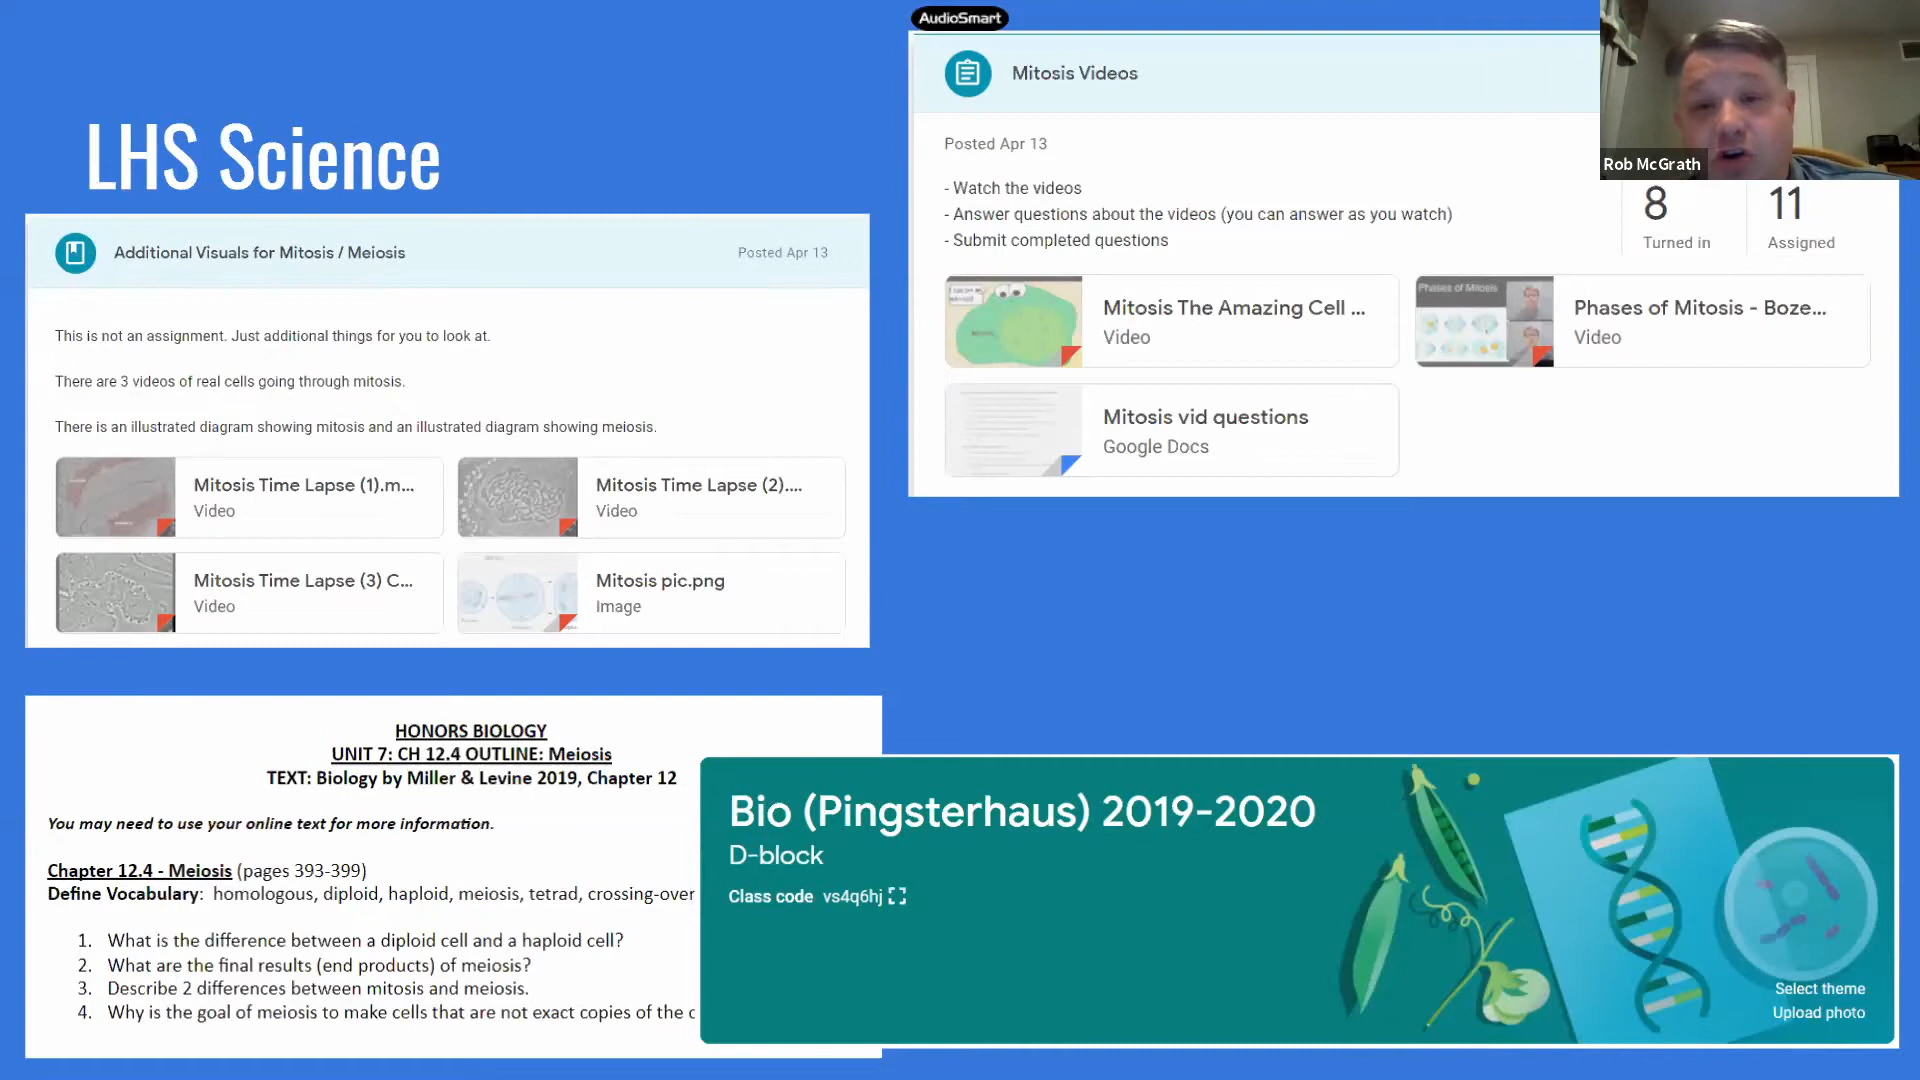 AudioSmart
LHS Science
Mitosis Videos
Rob McGrath
Posted Apr 13
- Watch the videos
- Answer questions about the videos (you can answer as you watch)
- Submit completed questions
8
Turned in
11
Assigned
Mitosis The Amazing Cell ...
Video
Phases of Mitosis
Phases of Mitosis - Boze...
Video
Mitosis vid questions
Google Docs
Additional Visuals for Mitosis / Meiosis
Posted Apr 13
This is not an assignment. Just additional things for you to look at.
There are 3 videos of real cells going through mitosis.
There is an illustrated diagram showing mitosis and an illustrated diagram showing meiosis.
Mitosis Time Lapse (1).m...
Video
Mitosis Time Lapse (2)....
Video
Mitosis Time Lapse (3) C...
Video
Mitosis pic.png
Image
HONORS BIOLOGY
UNIT 7: CH 12.4 OUTLINE: Meiosis
TEXT: Biology by Miller & Levine 2019, Chapter 12
You may need to use your online text for more information.
Chapter 12.4 - Meiosis (pages 393-399)
Define Vocabulary: homologous, diploid, haploid, meiosis, tetrad, crossing-over
1. What is the difference between a diploid cell and a haploid cell?
2. What are the final results (end products) of meiosis?
3. Describe 2 differences between mitosis and meiosis.
4. Why is the goal of meiosis to make cells that are not exact copies of the
Bio (Pingsterhaus) 2019-2020
D-block
Class code vs4q6hj
Select theme
Upload photo